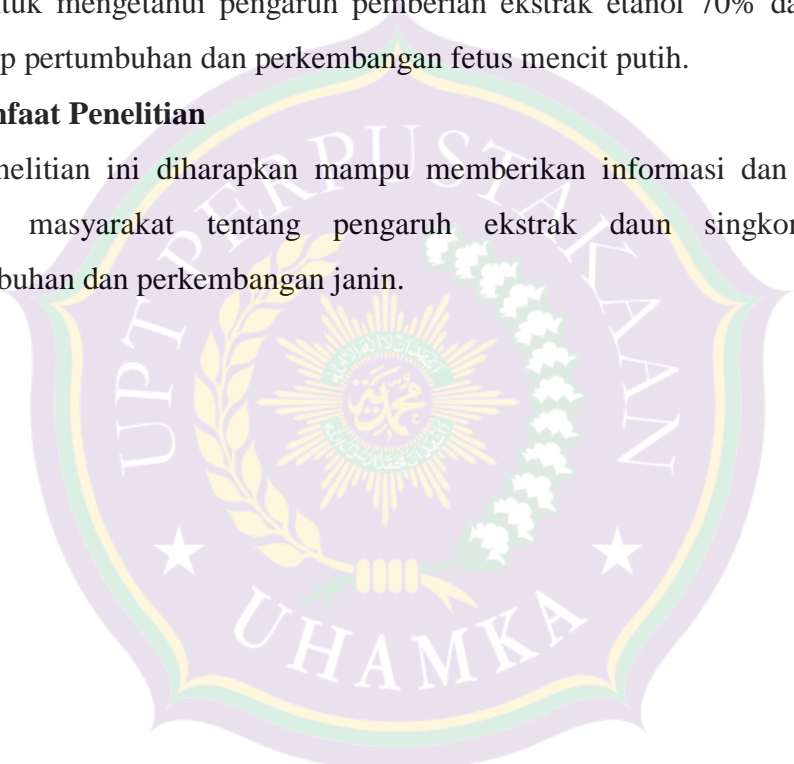 tuk mengetahui pengaruh pemberian ekstrak etanol 70% da
p pertumbuhan dan perkembangan fetus mencit putih.
nfaat Penelitian
nelitian ini diharapkan mampu memberikan informasi dan
masyarakat tentang pengaruh ekstrak daun singko
buhan dan perkembangan janin.
UPT PERPUSTAKAAN
UHAMKA